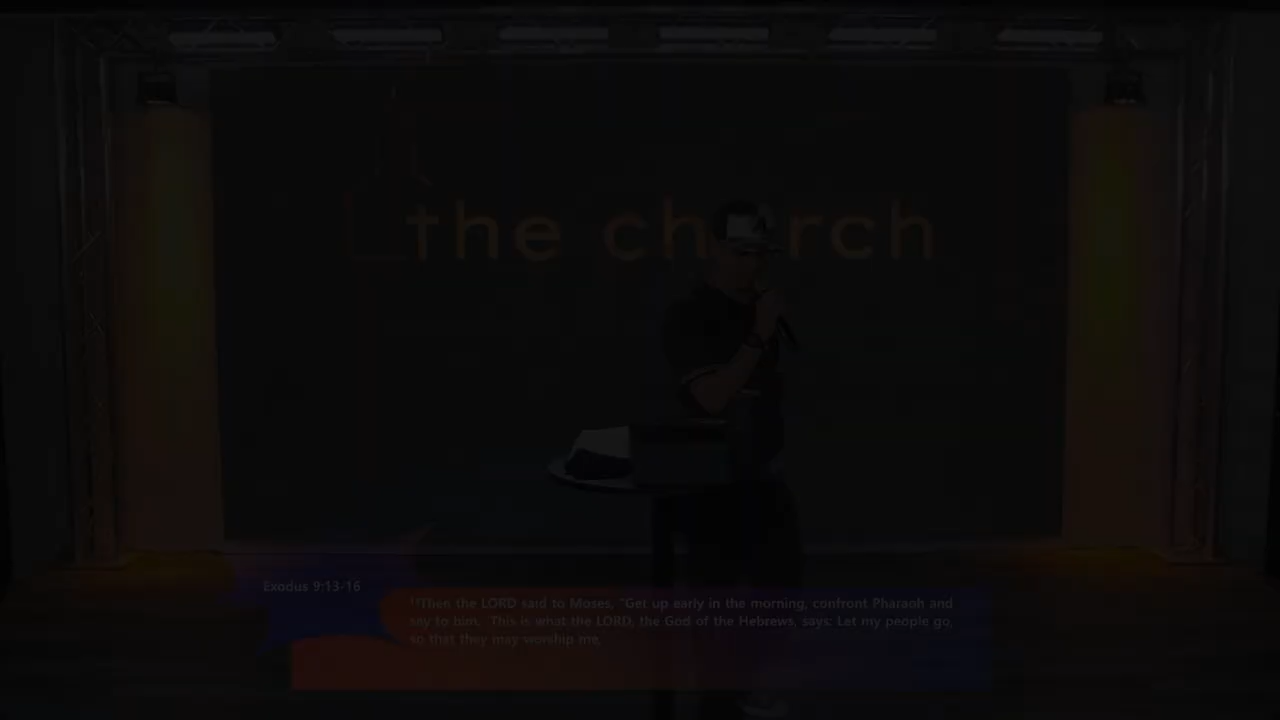 the church
Exodus 9:13-16
¹³Then the LORD said to Moses, "Get up early in the morning, confront Pharaoh and
say to him, 'This is what the LORD, the God of the Hebrews, says: Let my people go,
so that they may worship me,